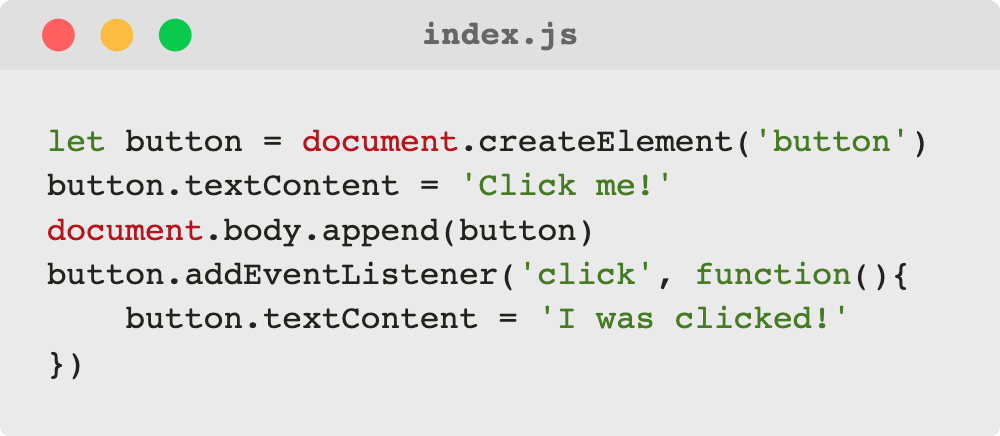 index.js
let button = document.createElement('button')
button.textContent = 'Click me!'
document.body.append(button)
button.addEventListener('click', function(){
    button.textContent = 'I was clicked!'
})